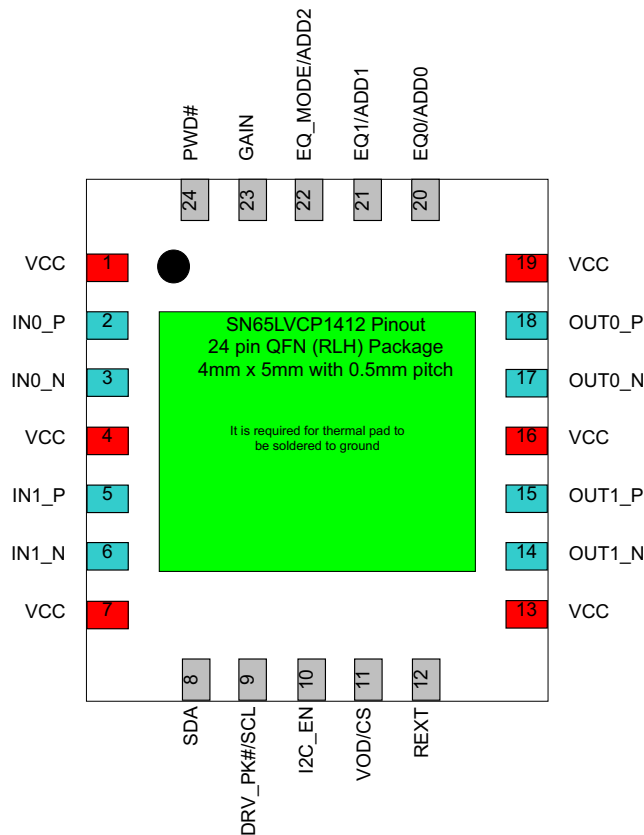 PWD#
GAIN
EQ_MODE/ADD2
EQ1/ADD1
EQ0/ADD0
24
23
22
21
20
VCC
1
19
VCC
IN0_P
2
18
OUT0_P
IN0_N
3
17
OUT0_N
VCC
4
16
VCC
IN1_P
5
15
OUT1_P
IN1_N
6
14
OUT1_N
VCC
7
13
VCC
SN65LVCP1412 Pinout
24 pin QFN (RLH) Package
4mm x 5mm with 0.5mm pitch
It is required for thermal pad to
be soldered to ground
8
9
10
11
12
SDA
DRV_PK#/SCL
I2C_EN
VOD/CS
REXT